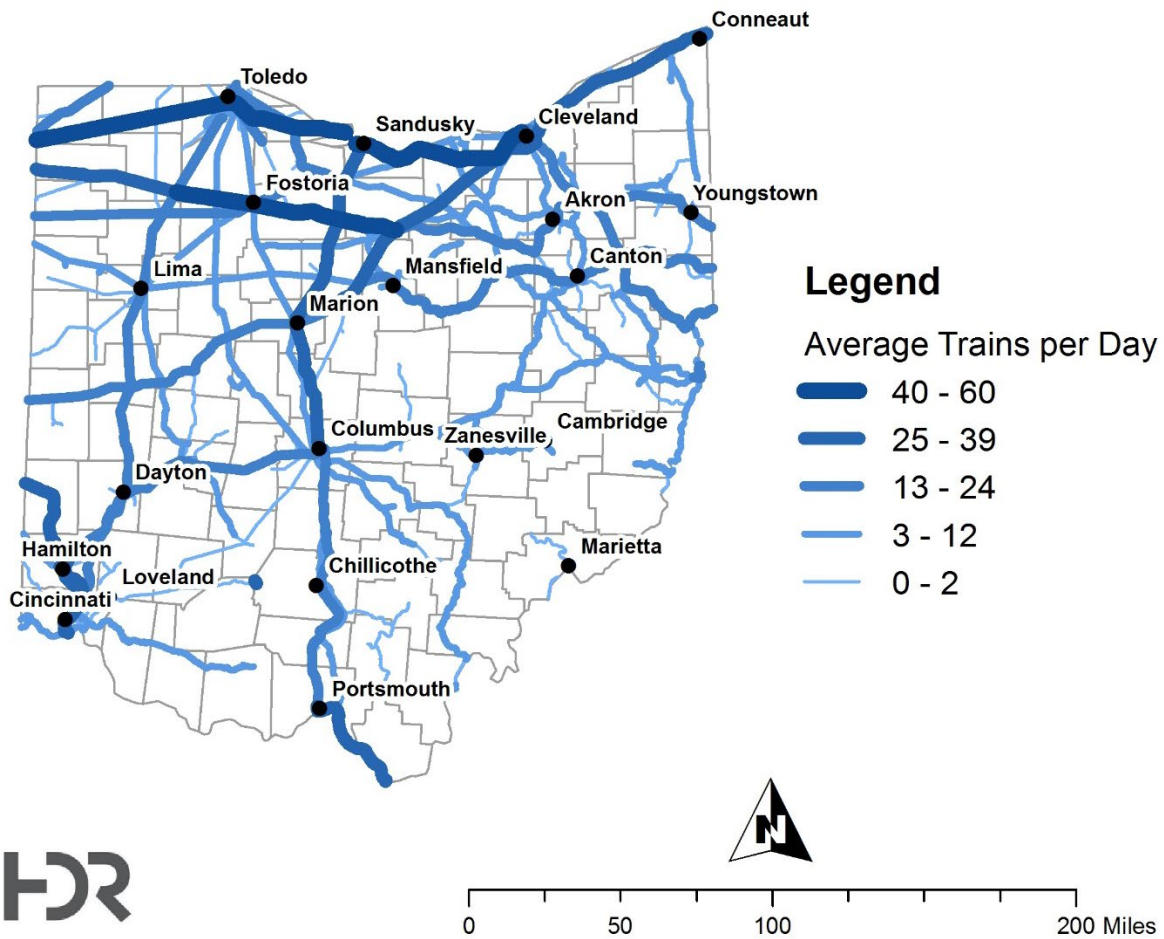 Conneaut
Toledo
Sandusky
Cleveland
Fostoria
Akron
Youngstown
Lima
Mansfield
Canton
Marion
Columbus
Zanesville
Cambridge
Dayton
Hamilton
Loveland
Chillicothe
Marietta
Cincinnati
Portsmouth
Legend
Average Trains per Day
40 - 60
25 - 39
13 - 24
3 - 12
0 - 2
N
HDR
0 50 100 200 Miles